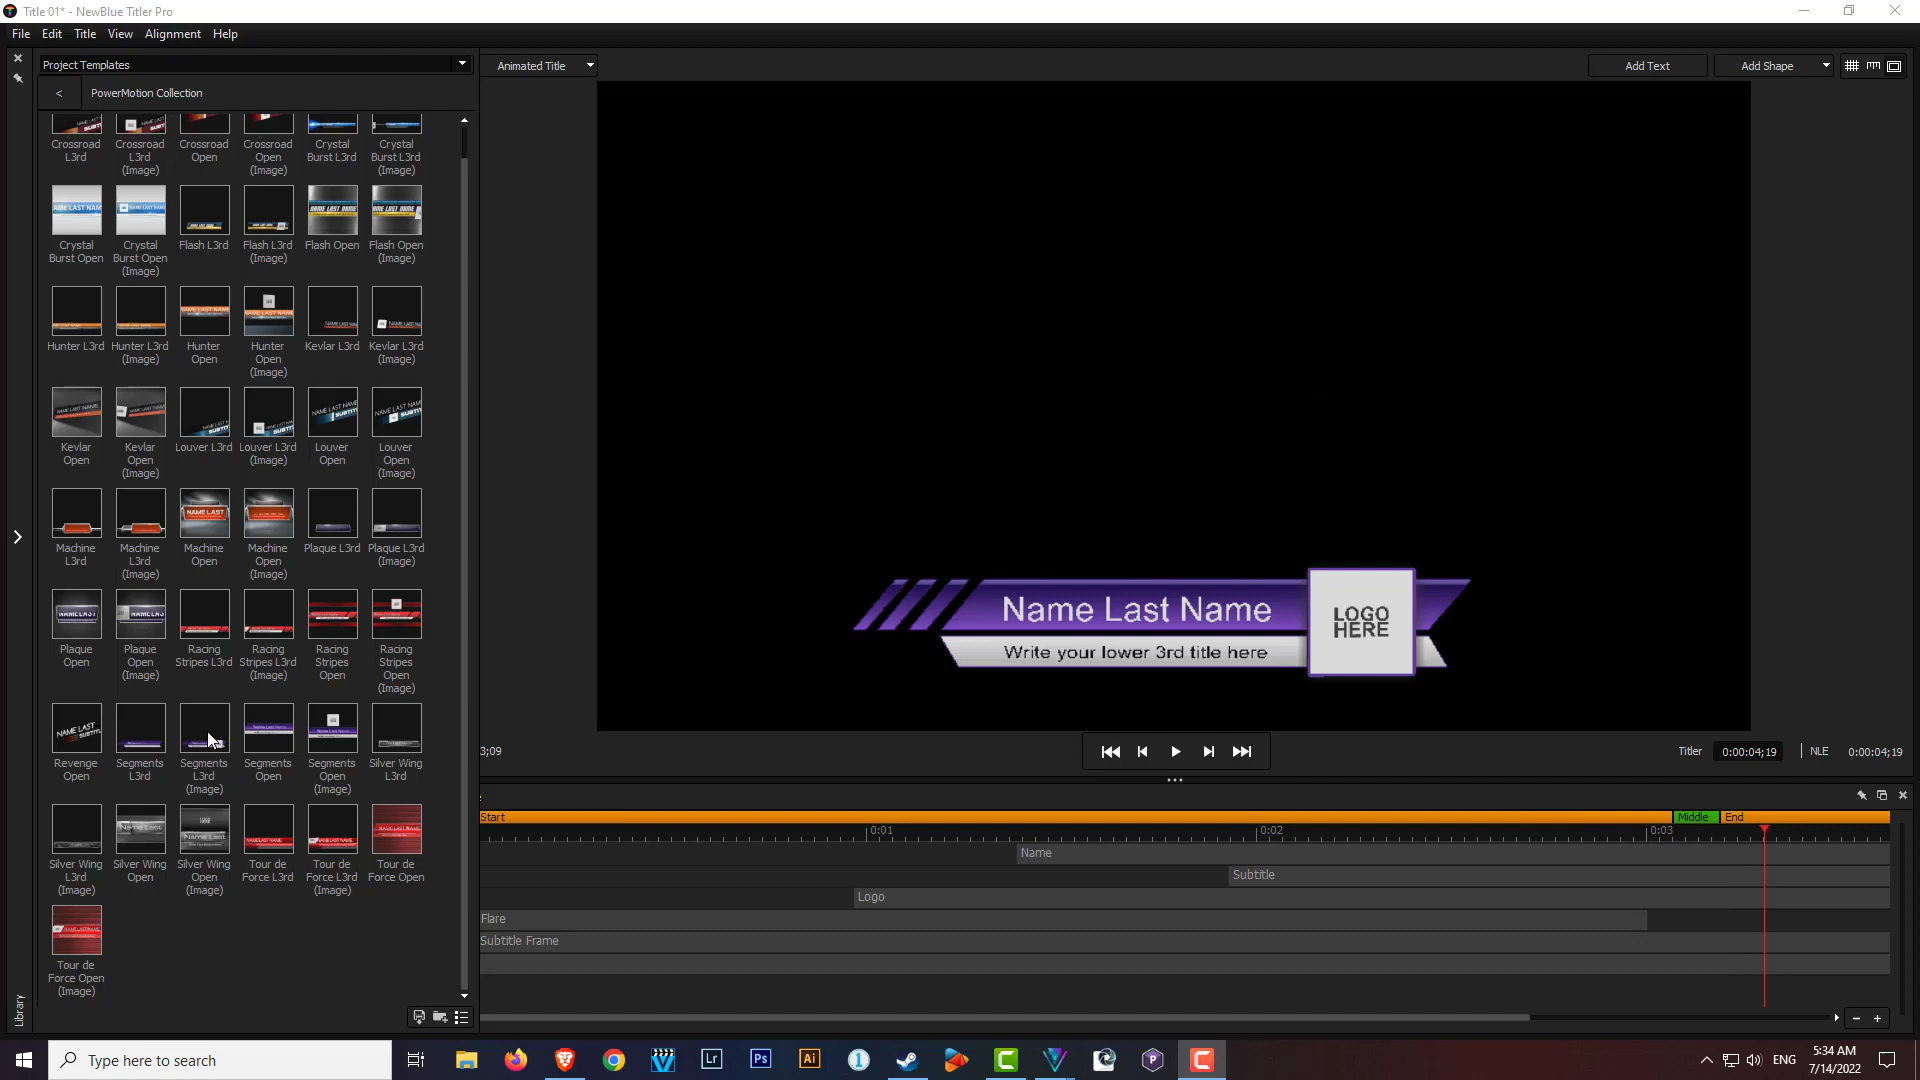 Title 01* - NewBlue Titler Pro
File Edit Title View Alignment Help
Project Templates
Animated Title
Add Text
Add Shape
<
PowerMotion Collection
Crossroad L3rd
Crossroad L3rd (Image)
Crossroad Open
Crossroad Open (Image)
Crystal Burst L3rd
Crystal Burst L3rd (Image)
Crystal Burst Open
Crystal Burst Open (Image)
Flash L3rd
Flash L3rd (Image)
Flash Open
Flash Open (Image)
Hunter L3rd
Hunter L3rd (Image)
Hunter Open
Hunter Open (Image)
Kevlar L3rd
Kevlar L3rd (Image)
Kevlar Open
Kevlar Open (Image)
Louver L3rd
Louver L3rd (Image)
Louver Open
Louver Open (Image)
Machine L3rd
Machine L3rd (Image)
Machine Open
Machine Open (Image)
Plaque L3rd
Plaque L3rd (Image)
Plaque Open
Plaque Open (Image)
Racing Stripes L3rd
Racing Stripes L3rd (Image)
Racing Stripes Open
Racing Stripes Open (Image)
Revenge Open
Segments L3rd
Segments L3rd (Image)
Segments Open
Segments Open (Image)
Silver Wing L3rd
Silver Wing L3rd (Image)
Silver Wing Open
Silver Wing Open (Image)
Tour de Force L3rd
Tour de Force L3rd (Image)
Tour de Force Open
Tour de Force Open (Image)
Library
Name Last Name
Write your lower 3rd title here
LOGO
HERE
3;09
Titler 0:00:04;19 NLE 0:00:04;19
Start
Middle
End
0:01
0:02
0:03
Name
Subtitle
Logo
Flare
Subtitle Frame
Type here to search
Lr
Ps
Ai
ENG
5:34 AM
7/14/2022